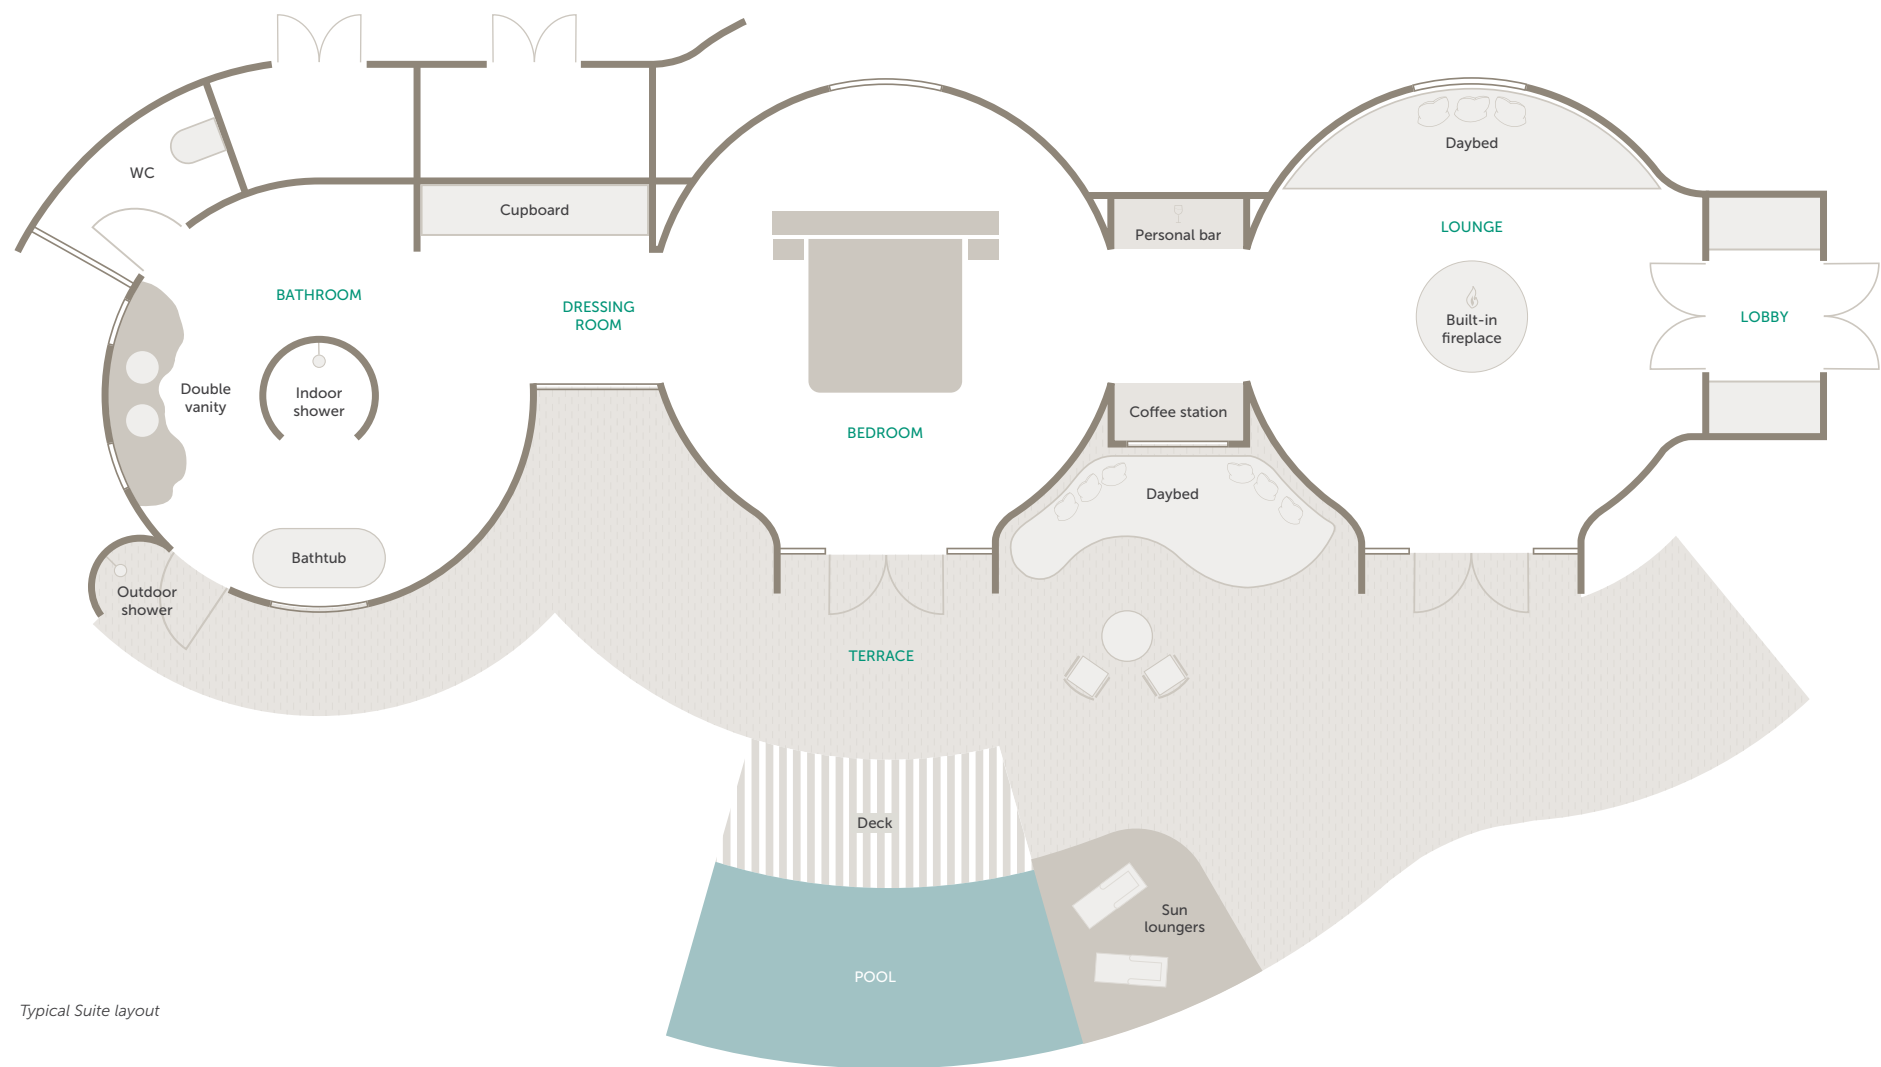 WC
Cupboard
Personal bar
Daybed
LOUNGE
BATHROOM
DRESSING
ROOM
Built-in
fireplace
LOBBY
Double
vanity
Indoor
shower
Coffee station
BEDROOM
Daybed
Bathtub
Outdoor
shower
TERRACE
Deck
Sun
loungers
POOL
Typical Suite layout